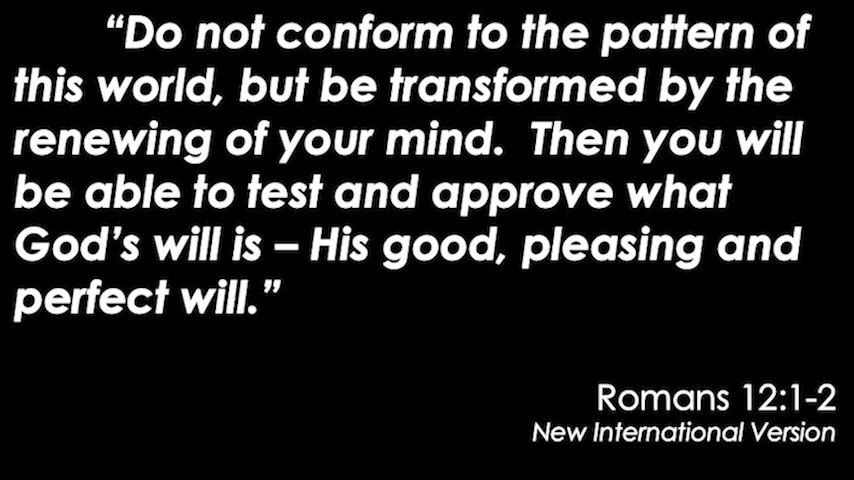 “Do not conform to the pattern of
this world, but be transformed by the
renewing of your mind.  Then you will
be able to test and approve what
God’s will is – His good, pleasing and
perfect will.”
Romans 12:1-2
New International Version